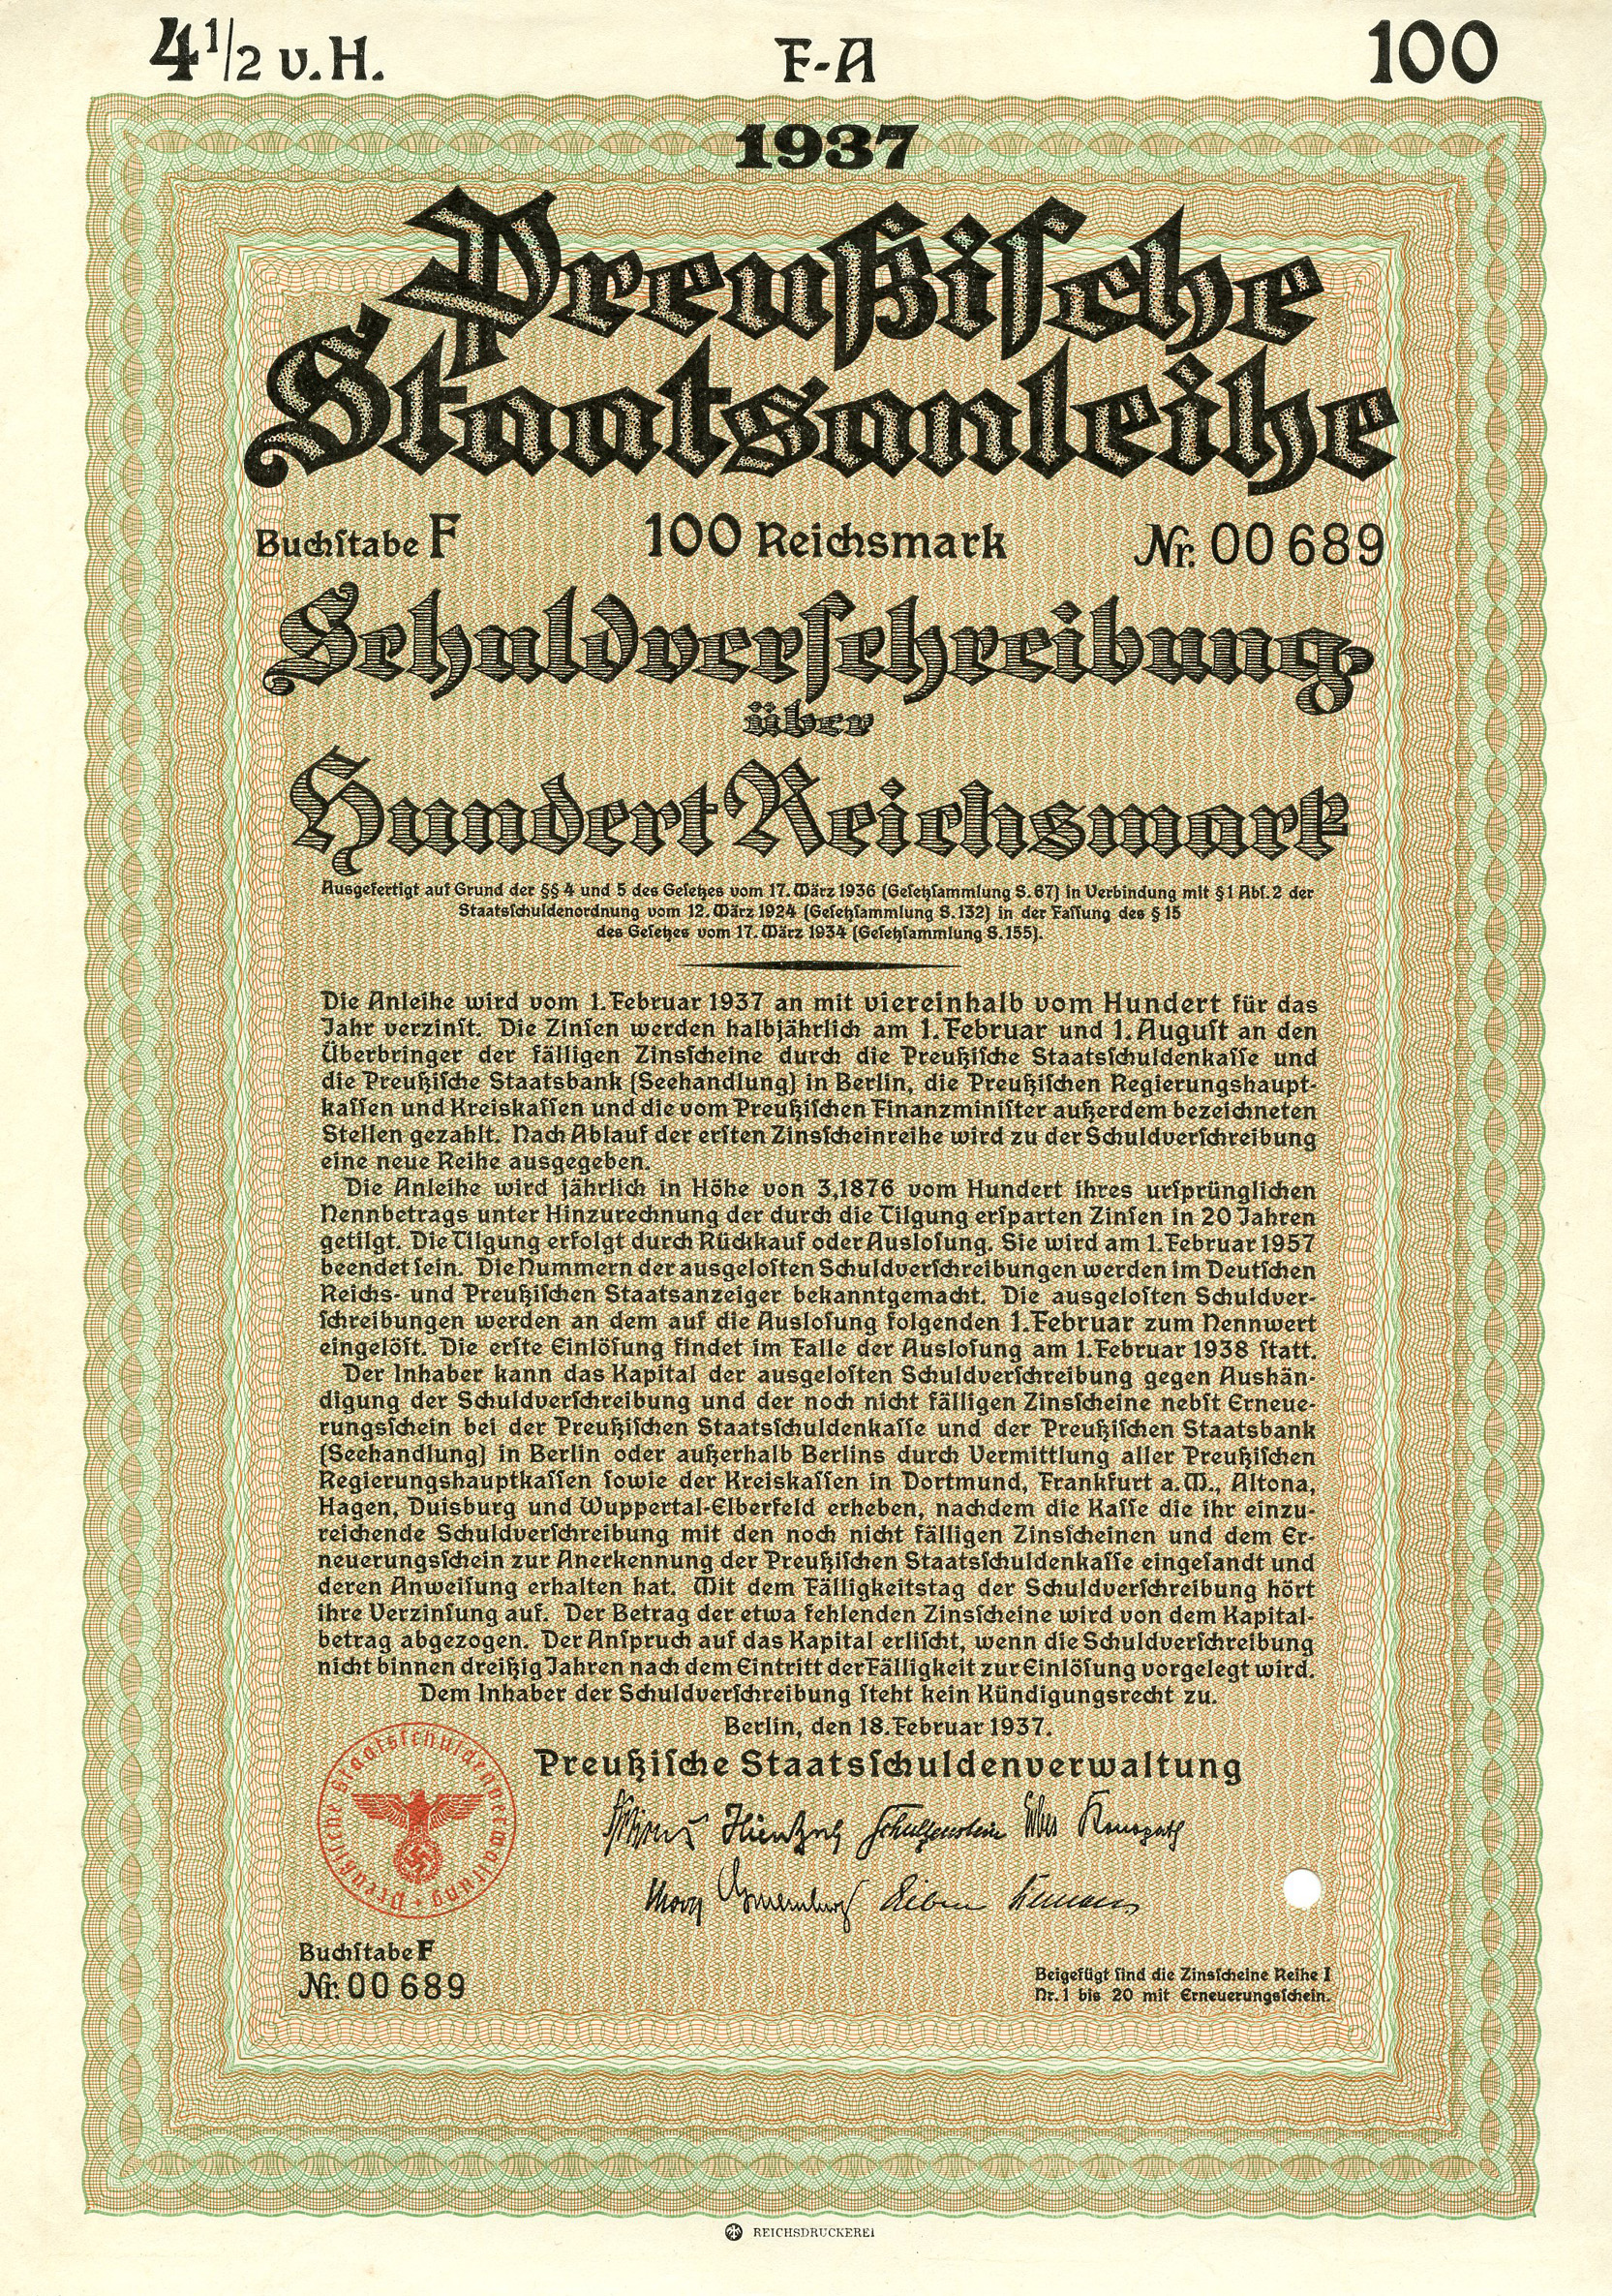 4 1/2 v. H.
F-A
100
1937
Preußiſche
Staatsanleihe
Buchſtabe F
100 Reichsmark
Nr. 00689
Schuldverſchreibung
über
Hundert Reichsmark
Ausgefertigt auf Grund der §§ 4 und 5 des Geſetzes vom 17. März 1936 (Geſetzſammlung S. 67) in Verbindung mit § 1 Abſ. 2 der
Staatsſchuldenordnung vom 12. März 1924 (Geſetzſammlung S. 132) in der Faſſung des § 15
des Geſetzes vom 17. März 1934 (Geſetzſammlung S. 155).
Die Anleihe wird vom 1. Februar 1937 an mit viereinhalb vom Hundert für das
Jahr verzinſt. Die Zinſen werden halbjährlich am 1. Februar und 1. Auguſt an den
Überbringer der fälligen Zinsſcheine durch die Preußiſche Staatsſchuldenkaſſe und
die Preußiſche Staatsbank (Seehandlung) in Berlin, die Preußiſchen Regierungshaupt-
kaſſen und Kreiskaſſen und die vom Preußiſchen Finanzminiſter außerdem bezeichneten
Stellen gezahlt. Nach Ablauf der erſten Zinsſcheinreihe wird zu der Schuldverſchreibung
eine neue Reihe ausgegeben.
Die Anleihe wird jährlich in Höhe von 3,1876 vom Hundert ihres urſprünglichen
Nennbetrags unter Hinzurechnung der durch die Tilgung erſparten Zinſen in 20 Jahren
getilgt. Die Tilgung erfolgt durch Rückkauf oder Ausloſung. Sie wird am 1. Februar 1957
beendet ſein. Die Nummern der ausgeloſten Schuldverſchreibungen werden im Deutſchen
Reichs- und Preußiſchen Staatsanzeiger bekanntgemacht. Die ausgeloſten Schuldver-
ſchreibungen werden an dem auf die Ausloſung folgenden 1. Februar zum Nennwert
eingelöſt. Die erſte Einlöſung findet im Falle der Ausloſung am 1. Februar 1938 ſtatt.
Der Inhaber kann das Kapital der ausgeloſten Schuldverſchreibung gegen Aushän-
digung der Schuldverſchreibung und der noch nicht fälligen Zinsſcheine nebſt Erneue-
rungsſchein bei der Preußiſchen Staatsſchuldenkaſſe und der Preußiſchen Staatsbank
(Seehandlung) in Berlin oder außerhalb Berlins durch Vermittlung aller Preußiſchen
Regierungshauptkaſſen ſowie der Kreiskaſſen in Dortmund, Frankfurt a. M., Altona,
Hagen, Duisburg und Wuppertal-Elberfeld erheben, nachdem die Kaſſe die ihr einzu-
reichende Schuldverſchreibung mit den noch nicht fälligen Zinsſcheinen und dem Er-
neuerungsſchein zur Anerkennung der Preußiſchen Staatsſchuldenkaſſe eingeſandt und
deren Anweiſung erhalten hat. Mit dem Fälligkeitstag der Schuldverſchreibung hört
ihre Verzinſung auf. Der Betrag der etwa fehlenden Zinsſcheine wird von dem Kapital-
betrag abgezogen. Der Anſpruch auf das Kapital erliſcht, wenn die Schuldverſchreibung
nicht binnen dreißig Jahren nach dem Eintritt der Fälligkeit zur Einlöſung vorgelegt wird.
Dem Inhaber der Schuldverſchreibung ſteht kein Kündigungsrecht zu.
Berlin, den 18. Februar 1937.
Preußiſche Staatsſchuldenverwaltung
Preußiſche Staatsſchuldenverwaltung
Buchſtabe F
Nr. 00689
Beigefügt ſind die Zinsſcheine Reihe I
Nr. 1 bis 20 mit Erneuerungsſchein.
REICHSDRUCKEREI